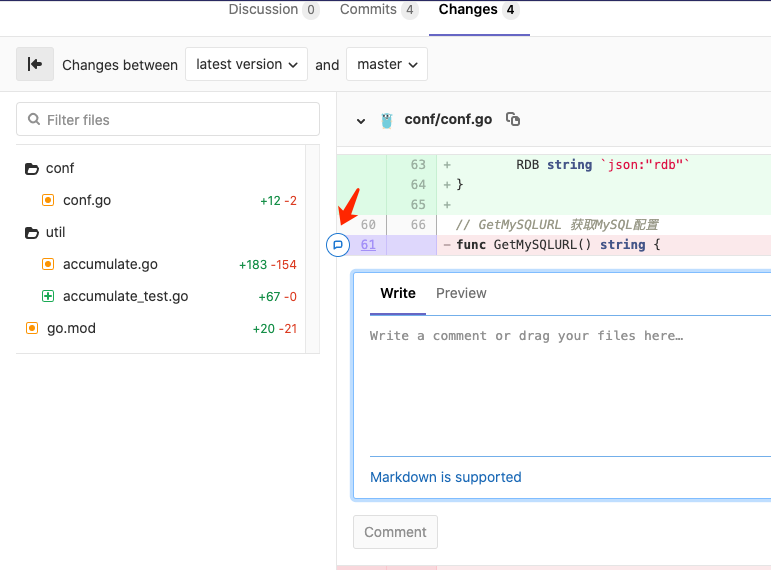 Discussion 0 Commits 4 Changes 4
Changes between latest version and master
Filter files
conf
conf.go +12 -2
util
accumulate.go +183 -154
accumulate_test.go +67 -0
go.mod +20 -21
conf/conf.go
63 + RDB string `json:"rdb"`
64 + }
65 +
60 66 // GetMySQLURL 获取MySQL配置
61 - func GetMySQLURL() string {
Write Preview
Write a comment or drag your files here…
Markdown is supported
Comment